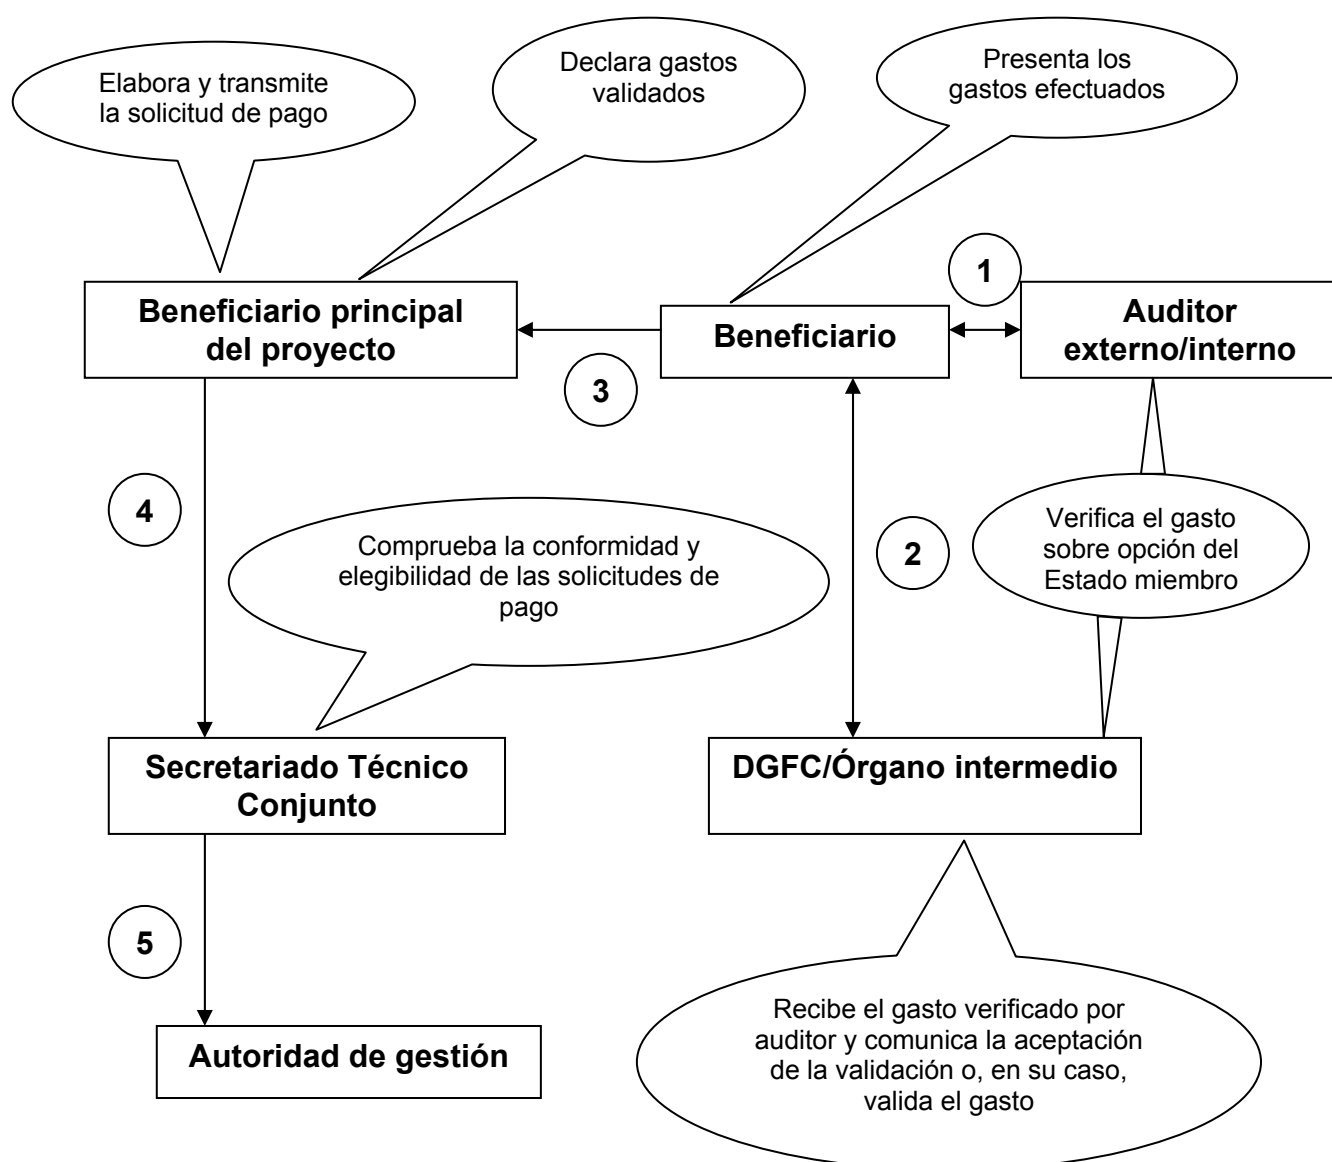 Elabora y transmite
la solicitud de pago
Declara gastos
validados
Presenta los
gastos efectuados
1
Beneficiario principal
del proyecto
Beneficiario
Auditor
externo/interno
3
4
2
Verifica el gasto
sobre opción del
Estado miembro
Comprueba la conformidad y
elegibilidad de las solicitudes de
pago
Secretariado Técnico
Conjunto
DGFC/Órgano intermedio
5
Autoridad de gestión
Recibe el gasto verificado por
auditor y comunica la aceptación
de la validación o, en su caso,
valida el gasto